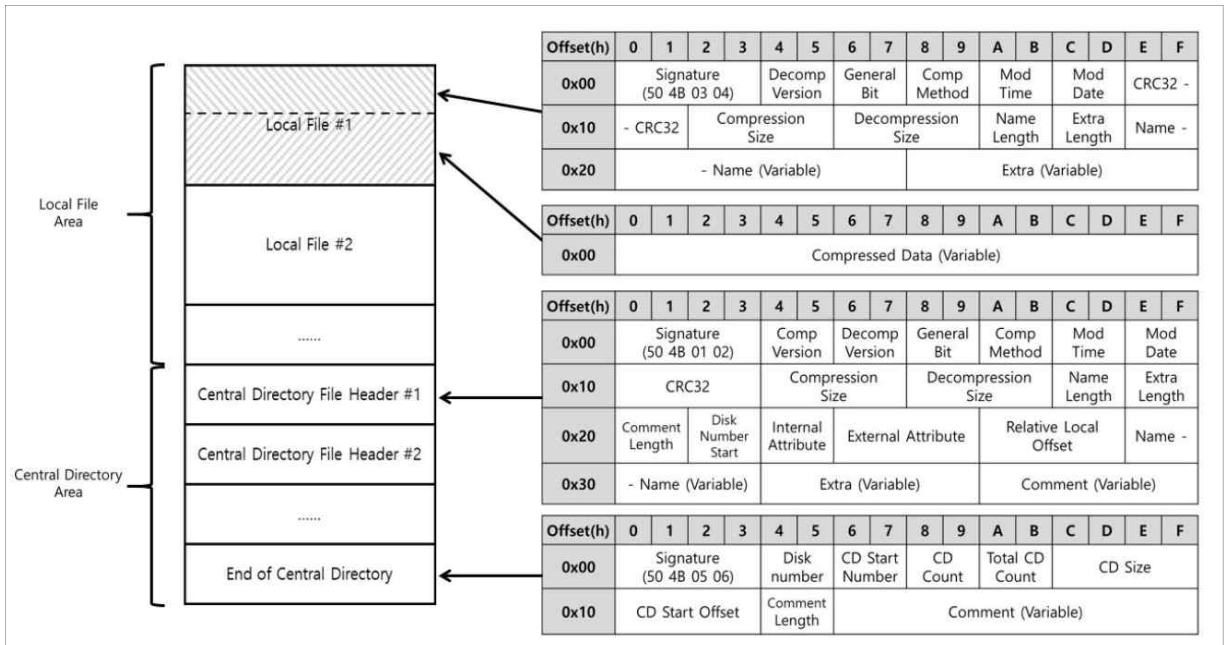 Local File
Area
Central Directory
Area
Local File #1
Local File #2
......
Central Directory File Header #1
Central Directory File Header #2
......
End of Central Directory
Offset(h) 0 1 2 3 4 5 6 7 8 9 A B C D E F
0x00 Signature (50 4B 03 04) Decomp Version General Bit Comp Method Mod Time Mod Date CRC32 -
0x10 - CRC32 Compression Size Decompression Size Name Length Extra Length Name -
0x20 - Name (Variable) Extra (Variable)
Offset(h) 0 1 2 3 4 5 6 7 8 9 A B C D E F
0x00 Compressed Data (Variable)
Offset(h) 0 1 2 3 4 5 6 7 8 9 A B C D E F
0x00 Signature (50 4B 01 02) Comp Version Decomp Version General Bit Comp Method Mod Time Mod Date
0x10 CRC32 Compression Size Decompression Size Name Length Extra Length
0x20 Comment Length Disk Number Start Internal Attribute External Attribute Relative Local Offset Name -
0x30 - Name (Variable) Extra (Variable) Comment (Variable)
Offset(h) 0 1 2 3 4 5 6 7 8 9 A B C D E F
0x00 Signature (50 4B 05 06) Disk number CD Start Number CD Count Total CD Count CD Size
0x10 CD Start Offset Comment Length Comment (Variable)